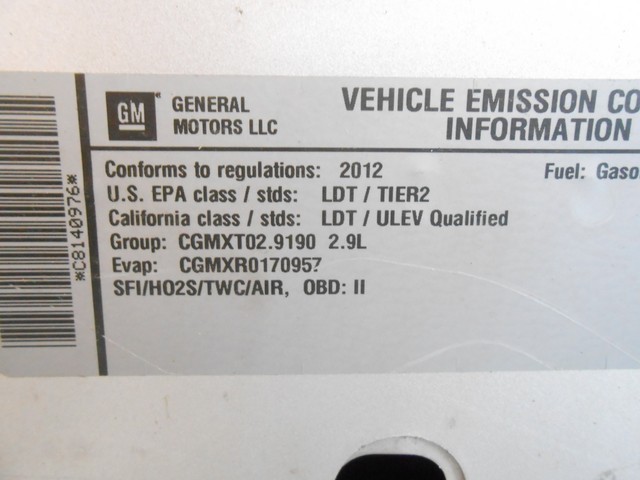 GM
GENERAL
MOTORS LLC
VEHICLE EMISSION CO
INFORMATION
Conforms to regulations: 2012
Fuel: Gaso
U.S. EPA class / stds: LDT / TIER2
California class / stds: LDT / ULEV Qualified
Group: CGMXT02.9190 2.9L
Evap: CGMXR0170957
SFI/HO2S/TWC/AIR, OBD: II
*C8140976*